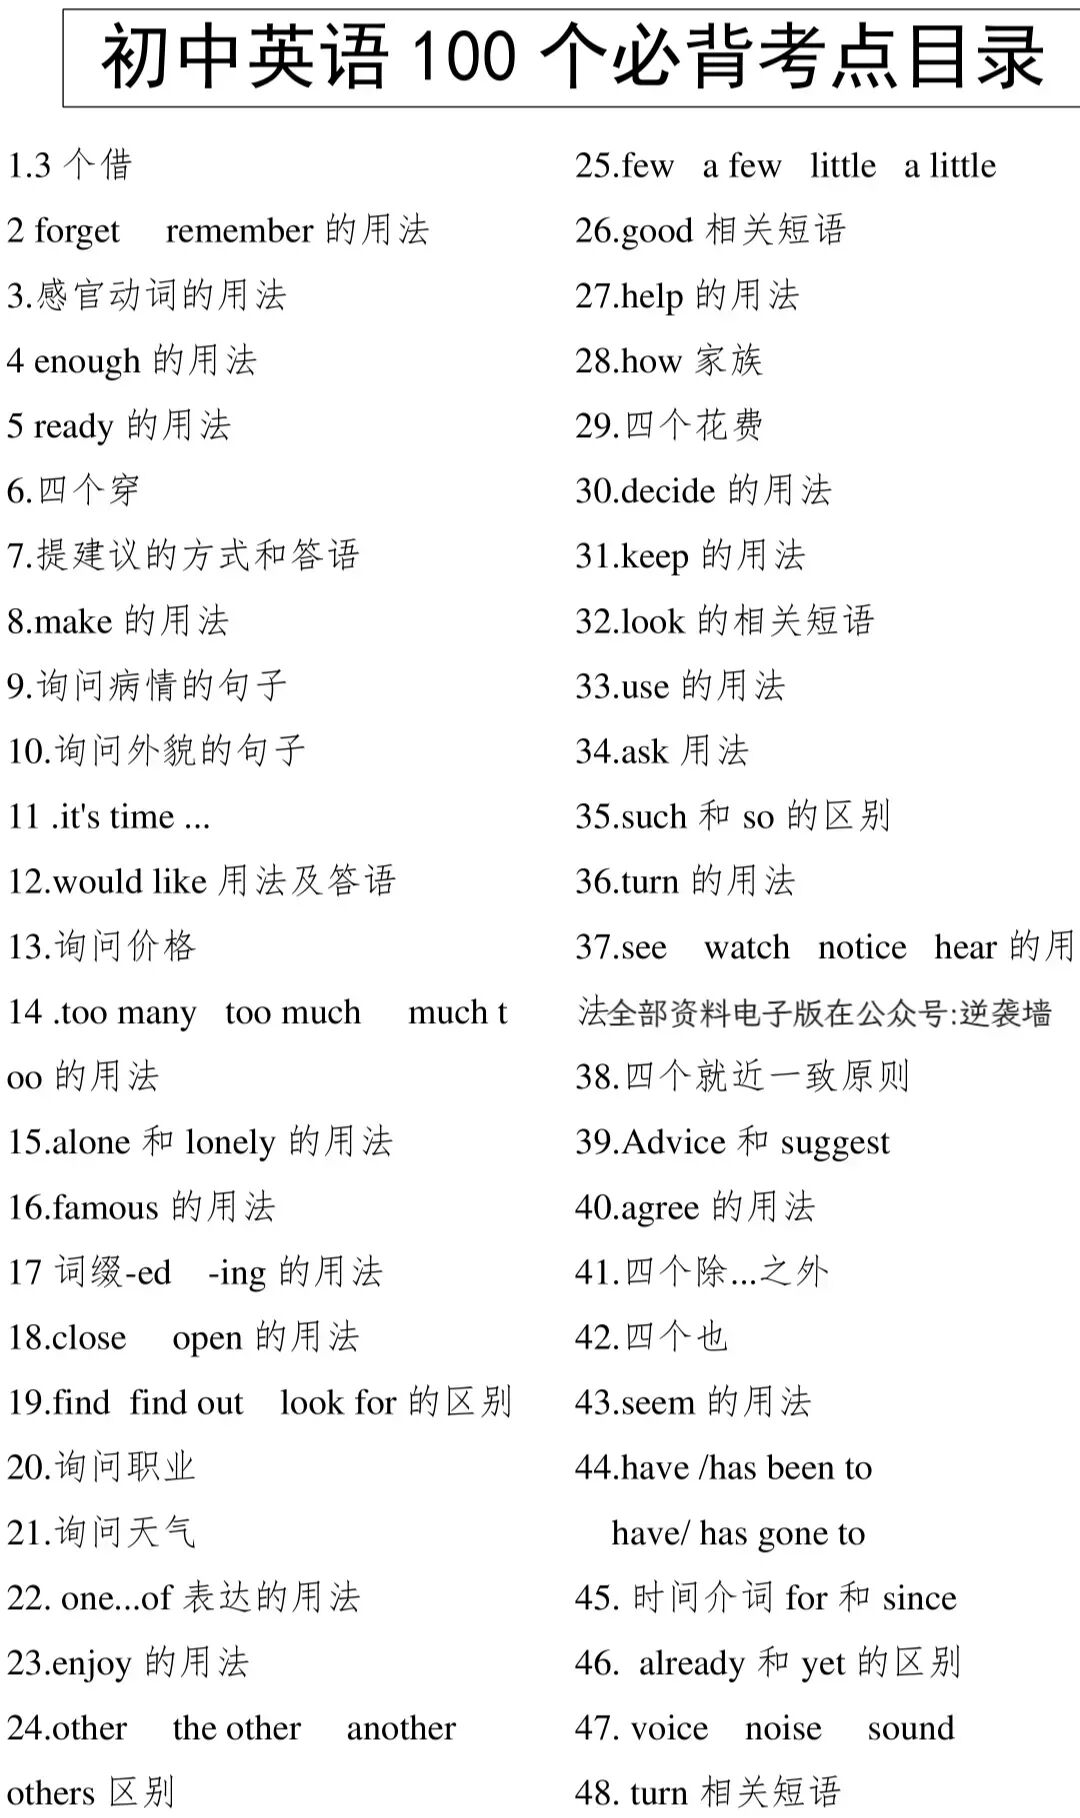 初中英语 100 个必背考点目录
1.3 个借
2 forget remember 的用法
3.感官动词的用法
4 enough 的用法
5 ready 的用法
6.四个穿
7.提建议的方式和答语
8.make 的用法
9.询问病情的句子
10.询问外貌的句子
11 .it's time ...
12.would like 用法及答语
13.询问价格
14 .too many too much much t
oo 的用法
15.alone 和 lonely 的用法
16.famous 的用法
17 词缀-ed -ing 的用法
18.close open 的用法
19.find find out look for 的区别
20.询问职业
21.询问天气
22. one...of 表达的用法
23.enjoy 的用法
24.other the other another
others 区别
25.few a few little a little
26.good 相关短语
27.help 的用法
28.how 家族
29.四个花费
30.decide 的用法
31.keep 的用法
32.look 的相关短语
33.use 的用法
34.ask 用法
35.such 和 so 的区别
36.turn 的用法
37.see watch notice hear 的用
法全部资料电子版在公众号:逆袭墙
38.四个就近一致原则
39.Advice 和 suggest
40.agree 的用法
41.四个除...之外
42.四个也
43.seem 的用法
44.have /has been to
have/ has gone to
45. 时间介词 for 和 since
46. already 和 yet 的区别
47. voice noise sound
48. turn 相关短语